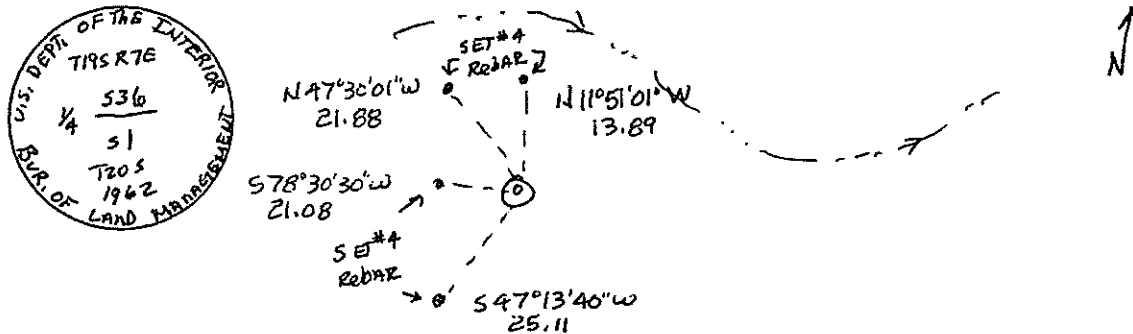 U.S. DEPT. OF THE INTERIOR
T19S R7E
1/4 S36
S1
T20S
1962
BUR. OF LAND MANAGEMENT
SET #4
RebAR
N47°30'01"W
21.88
N11°51'01"W
13.89
S78°30'30"W
21.08
SET #4
RebAR
S47°13'40"W
25.11
N